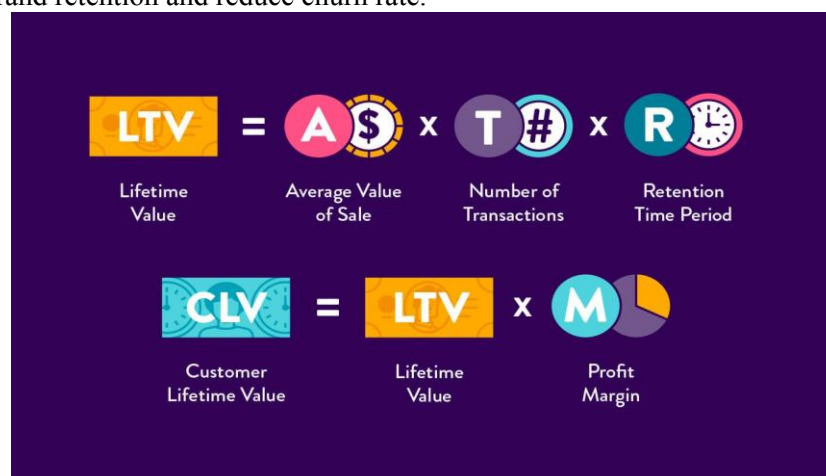 rand retention and reduce churn rate.
LTV = A $ x T # x R
Lifetime Value
Average Value of Sale
Number of Transactions
Retention Time Period
CLV = LTV x M
Customer Lifetime Value
Lifetime Value
Profit Margin